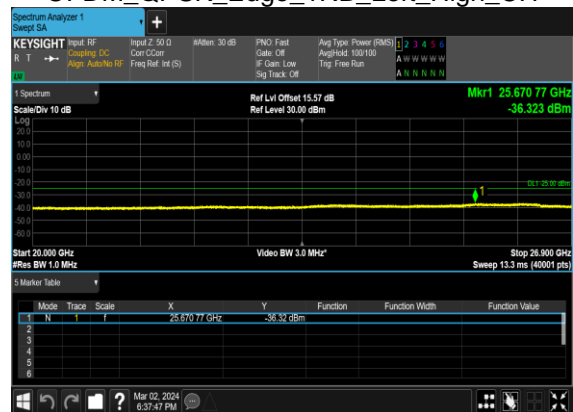 Spectrum Analyzer 1
Swept SA
+
KEYSIGHT Input: RF Input Z: 50 Ω #Atten: 30 dB PNO: Fast Avg Type: Power (RMS) 1 2 3 4 5 6
R T Coupling: DC Corr CCorr Gate: Off Avg|Hold: 100/100 A W W W W W
Align: Auto/No RF Freq Ref: Int (S) IF Gain: Low Trig: Free Run
LW Sig Track: Off A N N N N N
1 Spectrum Ref Lvl Offset 15.57 dB Mkr1 25.670 77 GHz
Scale/Div 10 dB Ref Level 30.00 dBm -36.323 dBm
Log
20.0
10.0
0.00
-10.0
-20.0 DL1 -25.00 dBm
1
-30.0
-40.0
-50.0
-60.0
Start 20.000 GHz Video BW 3.0 MHz* Stop 26.900 GHz
#Res BW 1.0 MHz Sweep 13.3 ms (40001 pts)
5 Marker Table
Mode Trace Scale X Y Function Function Width Function Value
1 N 1 f 25.670 77 GHz -36.32 dBm
2
3
4
5
6
? Mar 02, 2024
6:37:47 PM